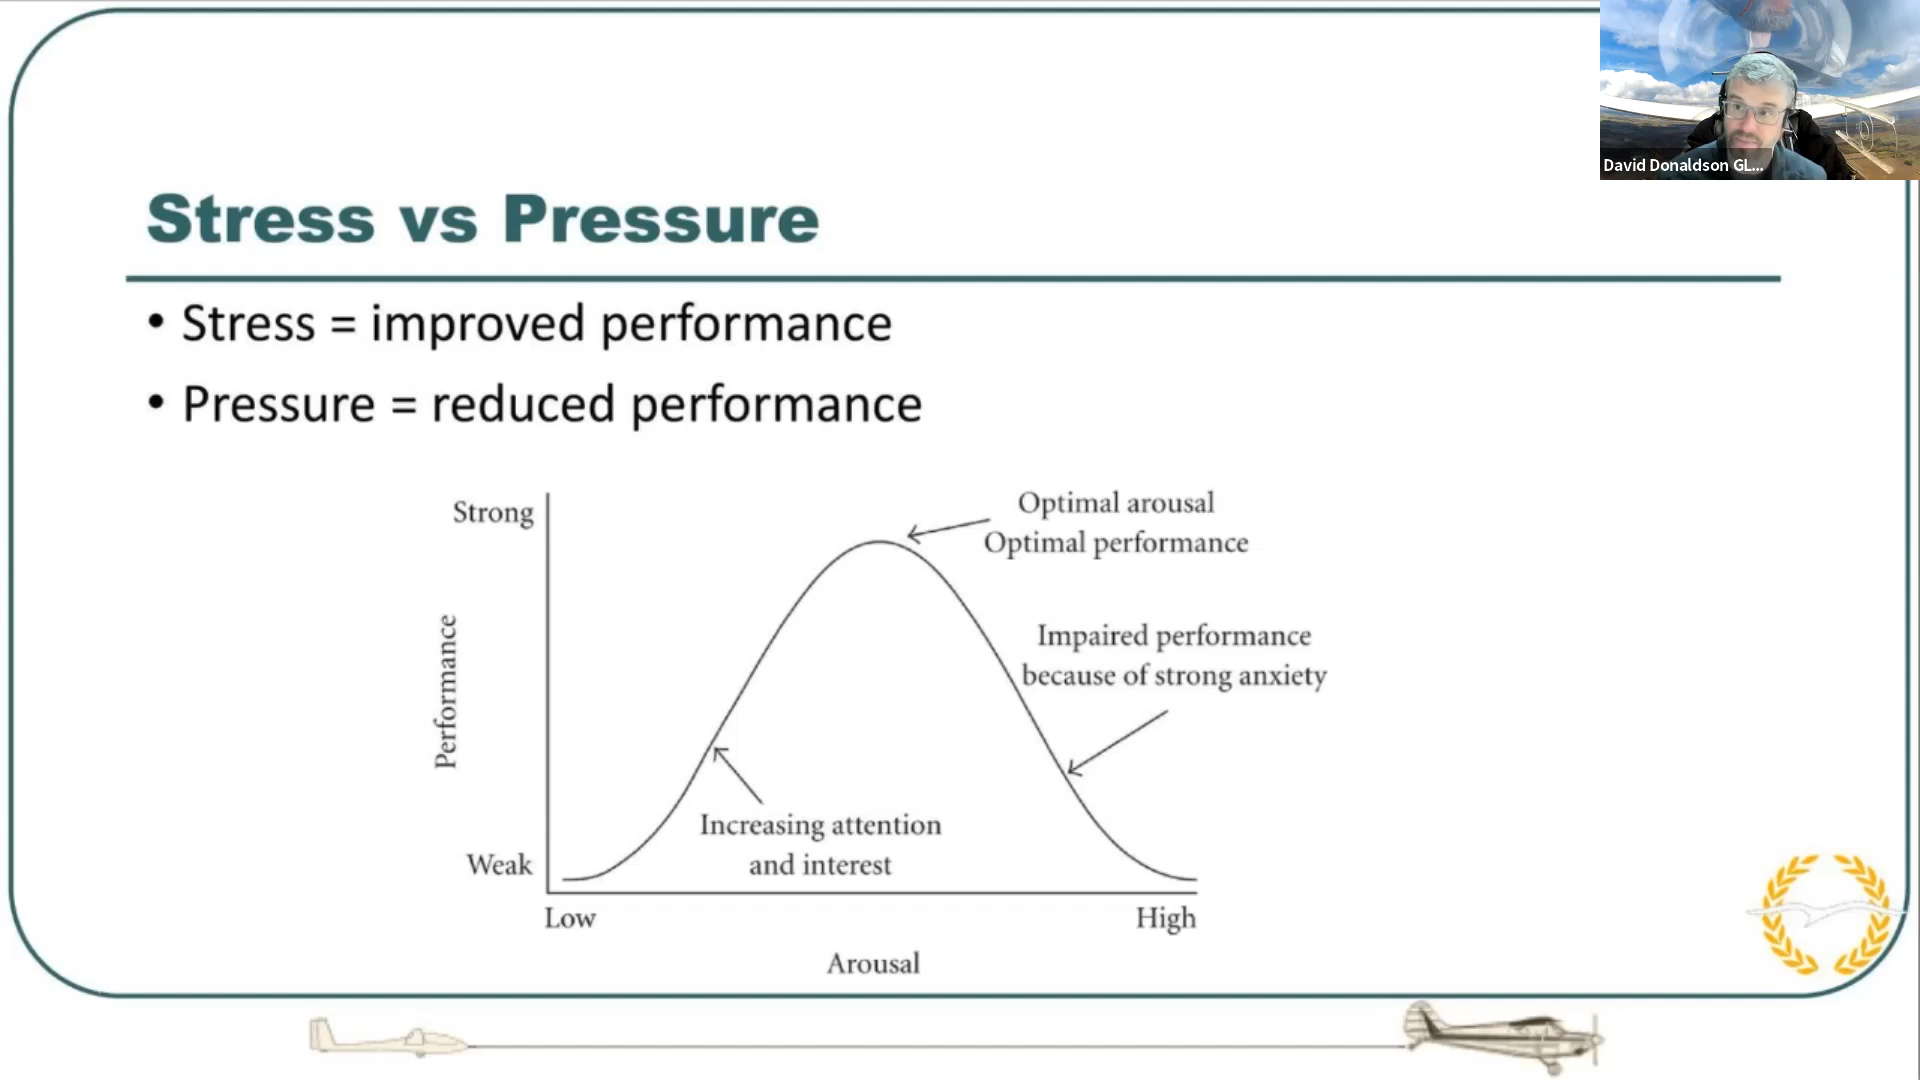 David Donaldson GL...
Stress vs Pressure
• Stress = improved performance
• Pressure = reduced performance
Strong
Optimal arousal
Optimal performance
Impaired performance
because of strong anxiety
Performance
Increasing attention
and interest
Weak
Low
High
Arousal